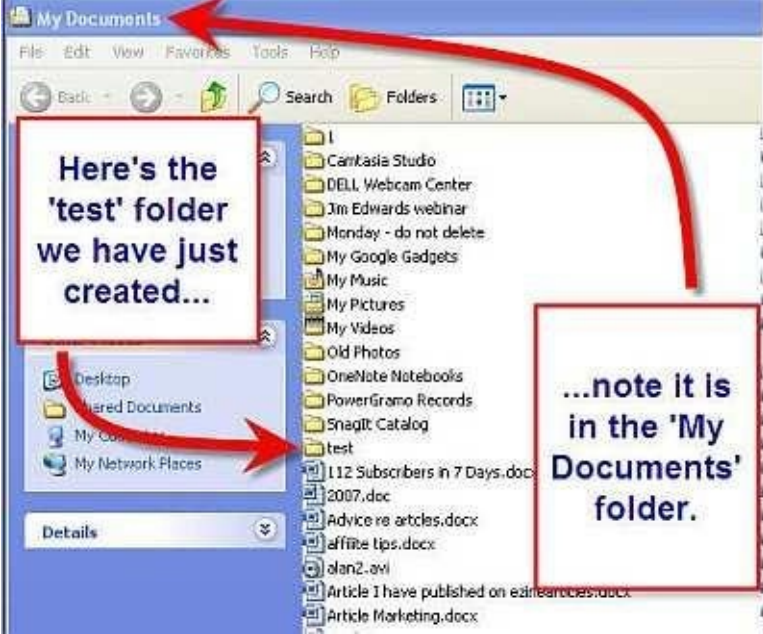 My Documents
File Edit View Favorites Tools Help
Back Search Folders
Here's the
'test' folder
we have just
created...
Desktop
Shared Documents
My Network Places
Details
1
Camtasia Studio
DELL Webcam Center
Jim Edwards webinar
Monday - do not delete
My Google Gadgets
My Music
My Pictures
My Videos
Old Photos
OneNote Notebooks
PowerGramo Records
SnagIt Catalog
test
112 Subscribers in 7 Days.docx
2007.doc
Advice re artcles.docx
affilite tips.docx
alan2.avi
Article I have published on ezinearticles.docx
Article Marketing.docx
...note it is
in the 'My
Documents'
folder.